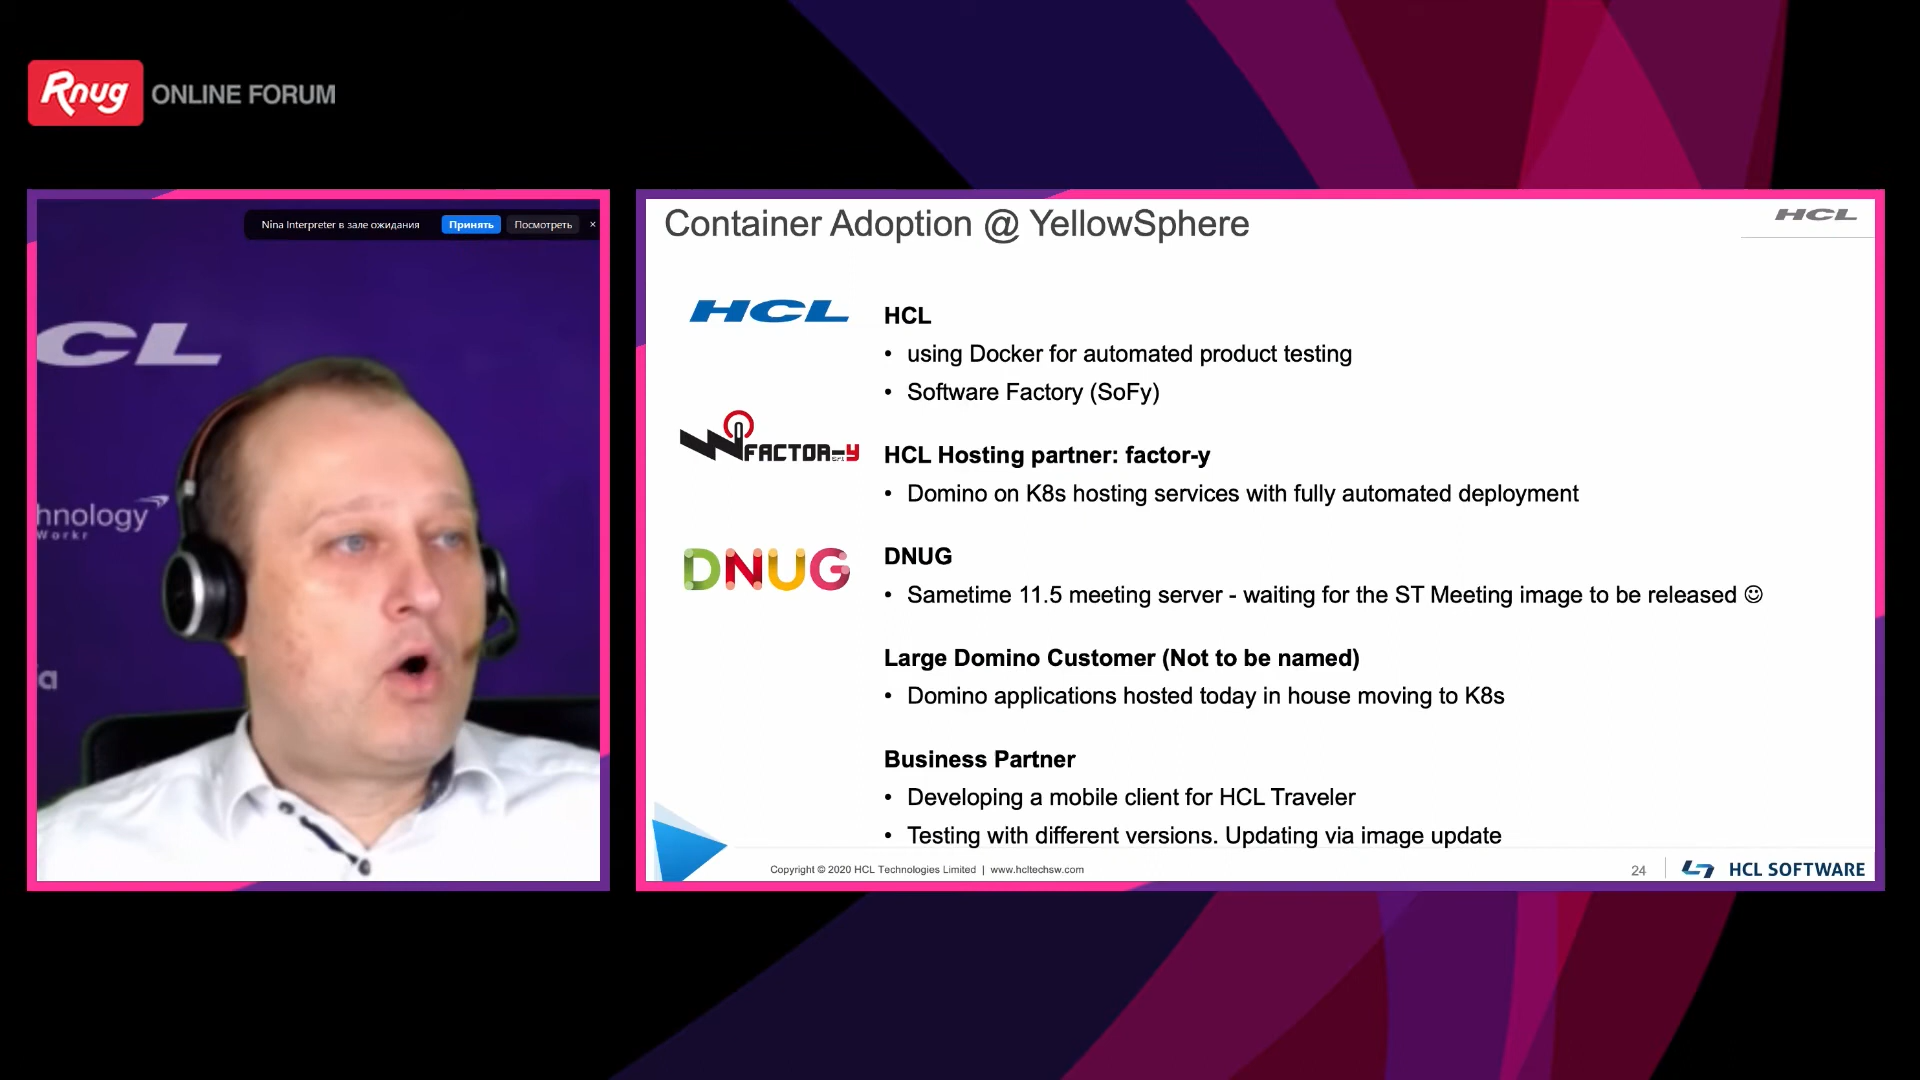 Rnug ONLINE FORUM
Nina Interpreter в зале ожидания Принять Посмотреть ×
CL
hnology
Workr
a
Container Adoption @ YellowSphere
HCL
HCL
HCL
• using Docker for automated product testing
• Software Factory (SoFy)
FACTOR-Y
HCL Hosting partner: factor-y
• Domino on K8s hosting services with fully automated deployment
DNUG
DNUG
• Sametime 11.5 meeting server - waiting for the ST Meeting image to be released ☺
Large Domino Customer (Not to be named)
• Domino applications hosted today in house moving to K8s
Business Partner
• Developing a mobile client for HCL Traveler
• Testing with different versions. Updating via image update
Copyright © 2020 HCL Technologies Limited | www.hcltechsw.com
24
HCL SOFTWARE